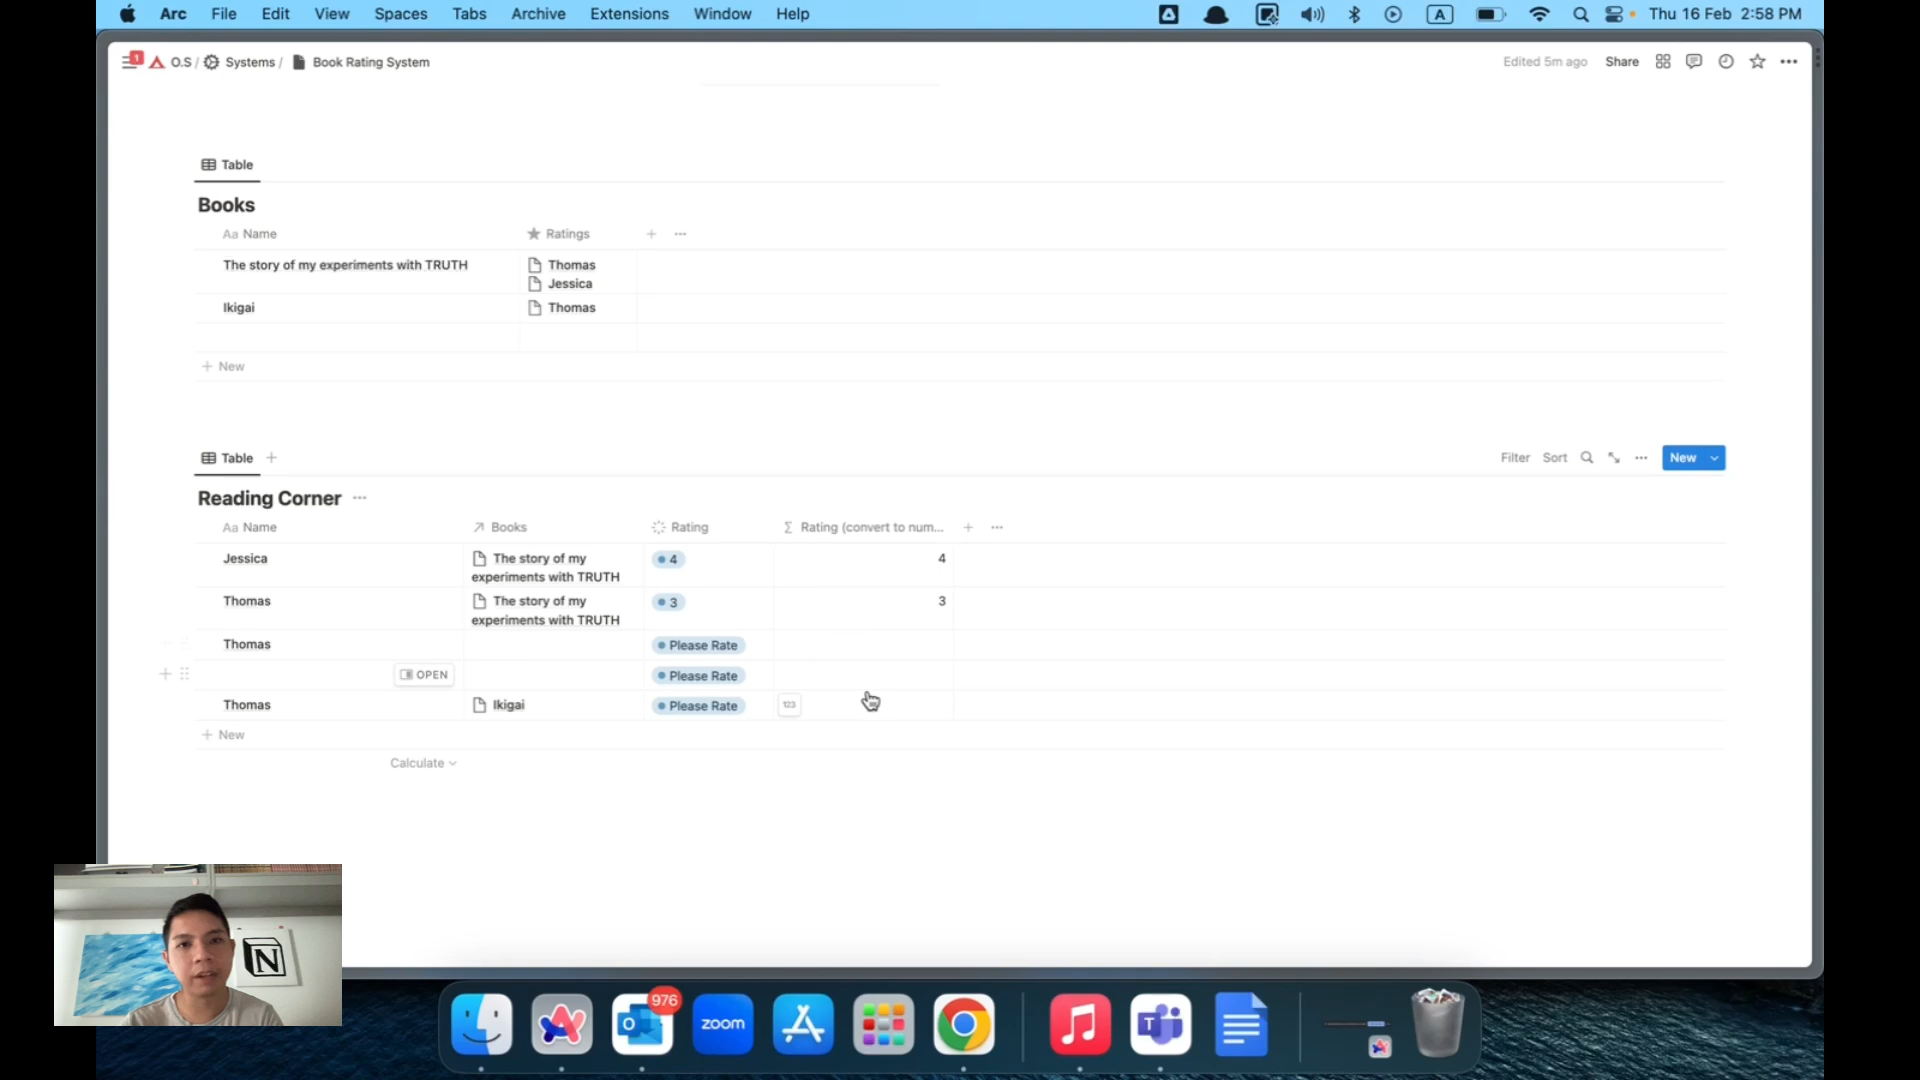 Arc File Edit View Spaces Tabs Archive Extensions Window Help A Thu 16 Feb 2:58 PM
1 O.S / Systems / Book Rating System Edited 5m ago Share
Table
Books
Aa Name Ratings
The story of my experiments with TRUTH Thomas
Jessica
Ikigai Thomas
+ New
Table + Filter Sort New
Reading Corner
Aa Name Books Rating Σ Rating (convert to num...
Jessica The story of my 4 4
experiments with TRUTH
Thomas The story of my 3 3
experiments with TRUTH
Thomas Please Rate
OPEN Please Rate
Thomas Ikigai Please Rate 123
+ New
Calculate
N
976
O zoom T